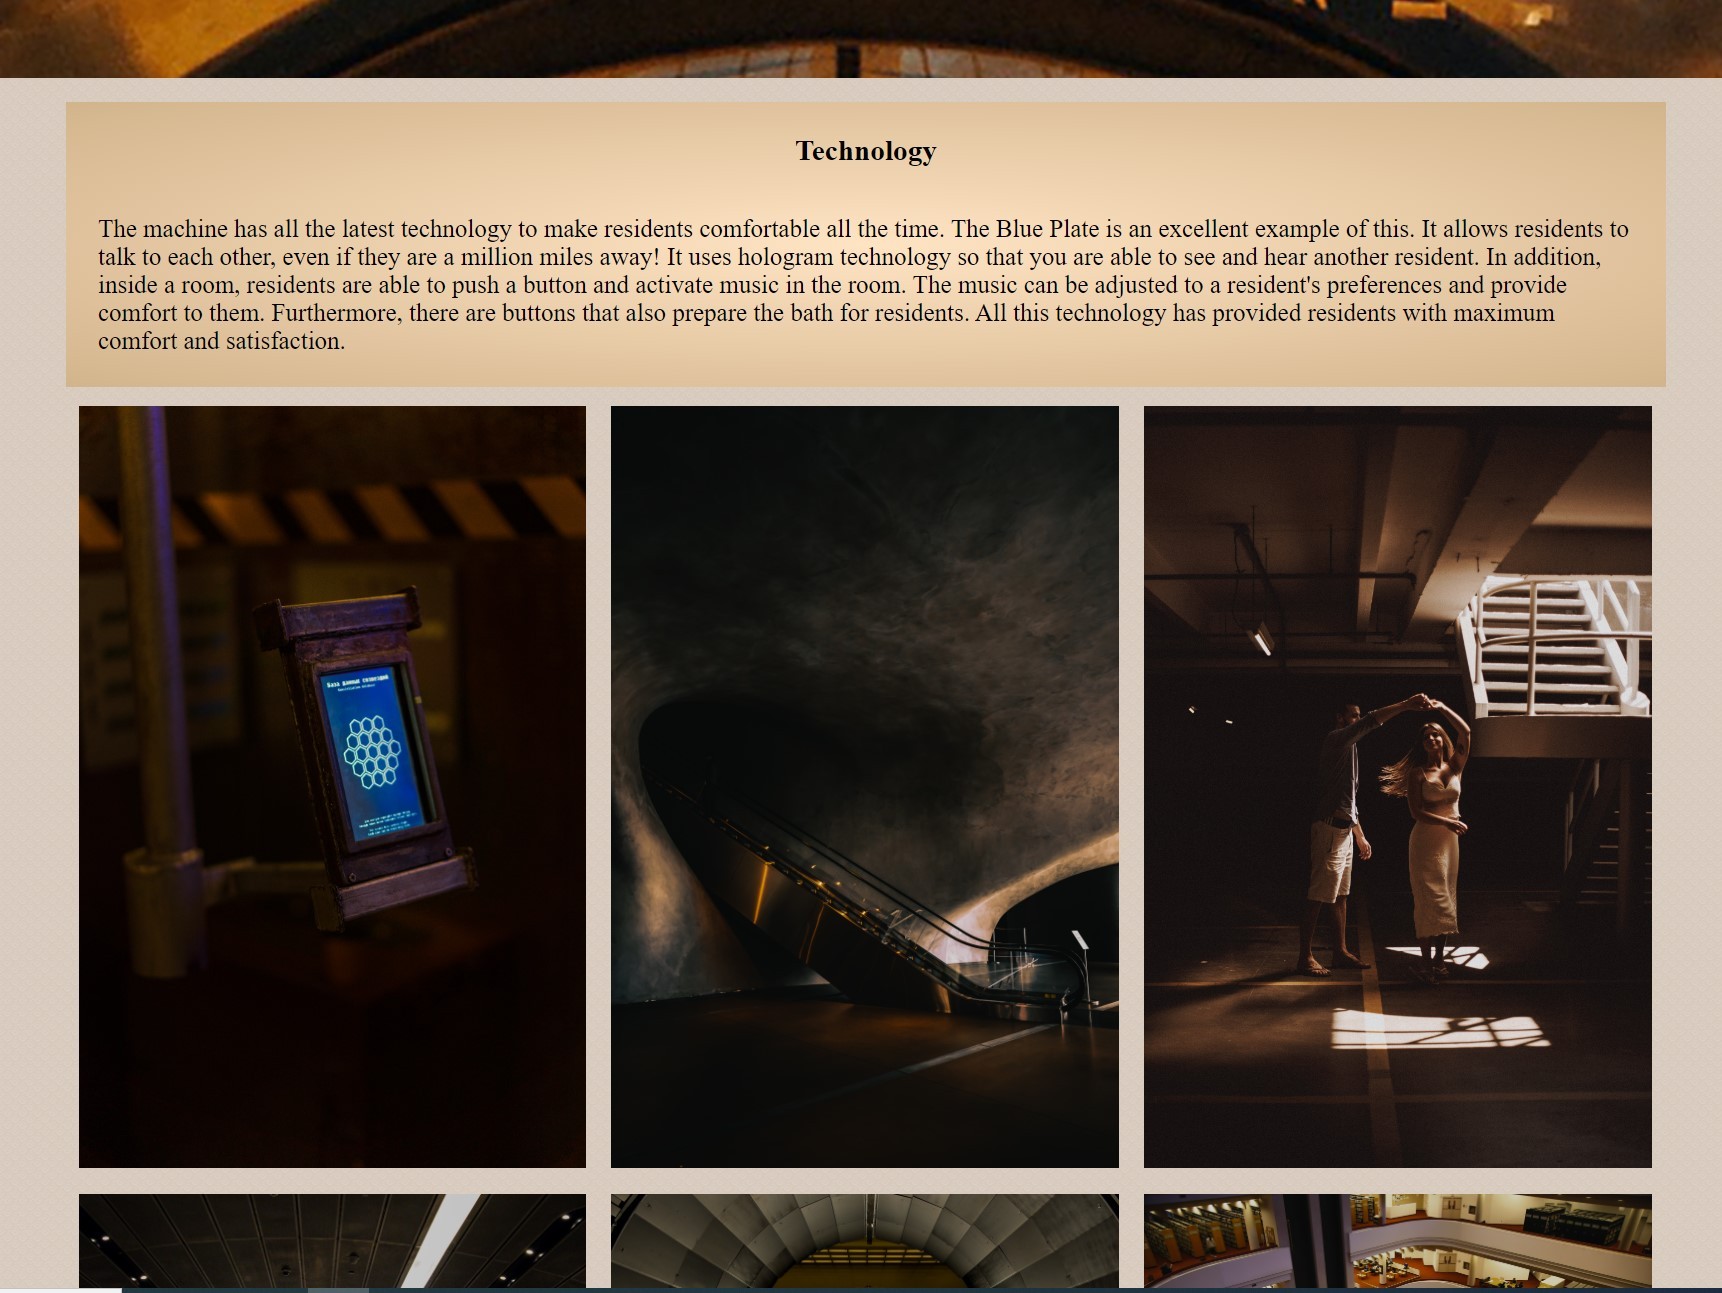 Technology
The machine has all the latest technology to make residents comfortable all the time. The Blue Plate is an excellent example of this. It allows residents to
talk to each other, even if they are a million miles away! It uses hologram technology so that you are able to see and hear another resident. In addition,
inside a room, residents are able to push a button and activate music in the room. The music can be adjusted to a resident's preferences and provide
comfort to them. Furthermore, there are buttons that also prepare the bath for residents. All this technology has provided residents with maximum
comfort and satisfaction.
База данные